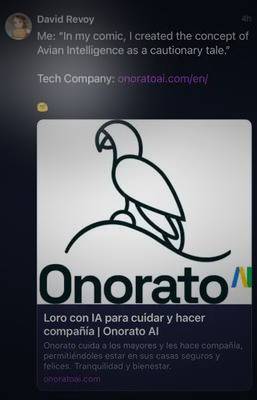 David Revoy
4h
Me: “In my comic, I created the concept of
Avian Intelligence as a cautionary tale.”
Tech Company: onoratoai.com/en/
Onorato
Loro con IA para cuidar y hacer
compañía | Onorato AI
Onorato cuida a los mayores y les hace compañía,
permitiéndoles estar en sus casas seguros y
felices. Tranquilidad y bienestar.
onoratoai.com